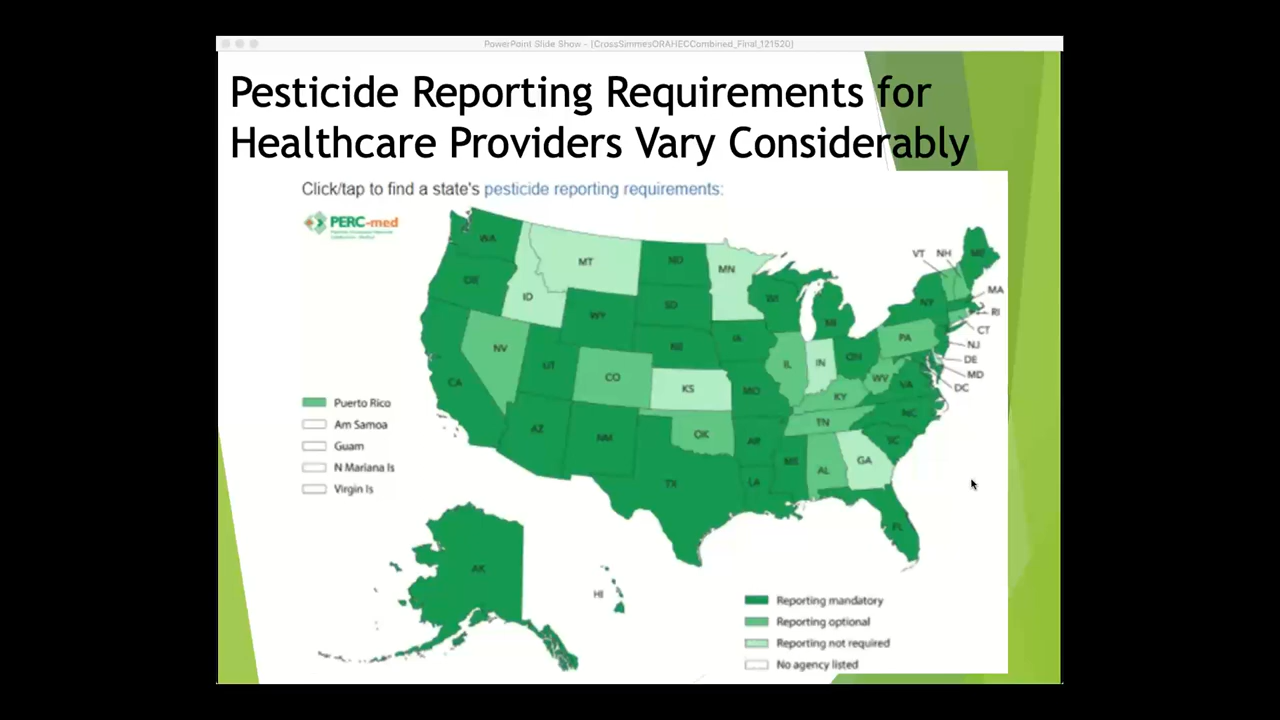 PowerPoint Slide Show - [CrossSimmesORAHECCombined_Final_121520]
Pesticide Reporting Requirements for
Healthcare Providers Vary Considerably
Click/tap to find a state's pesticide reporting requirements:
PERC-med
WA
MT
ND
MN
VT
NH
ME
OR
ID
SD
WI
MA
WY
NY
RI
MI
CT
NV
NE
IA
PA
NJ
UT
IL
IN
OH
DE
CA
CO
KS
MO
WV
MD
KY
VA
DC
Puerto Rico
Am Samoa
Guam
N Mariana Is
Virgin Is
AZ
NM
OK
AR
TN
NC
SC
TX
LA
MS
AL
GA
FL
AK
HI
Reporting mandatory
Reporting optional
Reporting not required
No agency listed